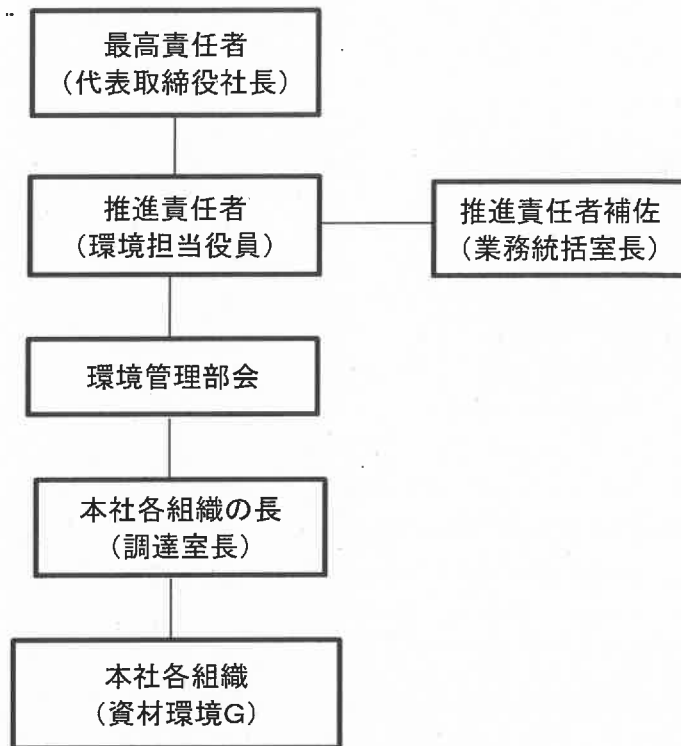 最高責任者
（代表取締役社長）
推進責任者
（環境担当役員）
推進責任者補佐
（業務統括室長）
環境管理部会
本社各組織の長
（調達室長）
本社各組織
（資材環境G）